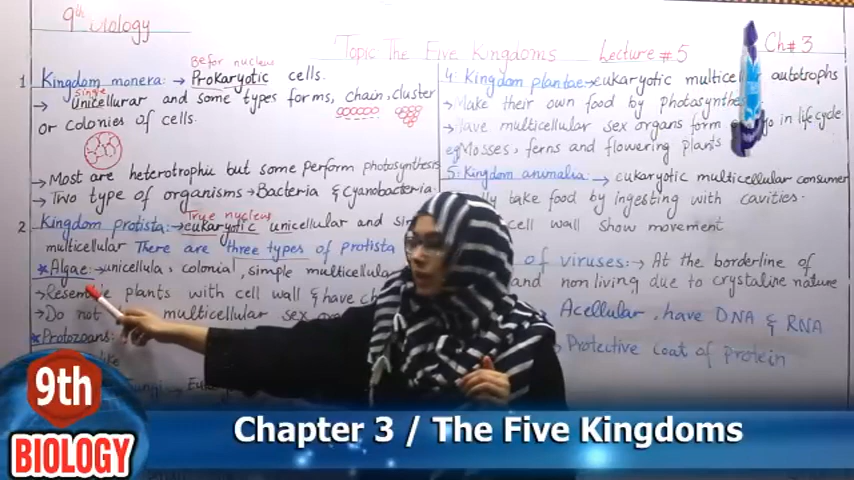 9th biology
Topic The Five Kingdoms Lecture #5 Ch# 3
Befor nucleus
1 Kingdom monera:→ Prokaryotic cells.
single
→ Unicellurar and some types forms, chain, cluster
or colonies of cells.
→ Most are heterotrophic but some Perform photosynthesis
→ Two type of organisms → Bacteria & cyanobacteria.
True nucleus
2 Kingdom protista:→ eukaryotic unicellular and
multicellular There are three types of protista
* Algae:→ unicellula, colonial, simple multicellula
→ Resemble plants with cell wall & have
→ Do not multicellular sex
* Protozoans:
like
4: Kingdom plantae→ eukaryotic multicell autotrophs
→ Make their own food by photosynthes
Have multicellular sex organs form in lifecycle.
eg Mosses, ferns and flowering plants
5: Kingdom animalia:→ eukaryotic multicellular consumer
take food by ingesting with cavities.
cell wall show movement
of viruses:→ At the borderline of
and non living due to crystaline nature
Acellular, have DNA & RNA
Protective coat of protein
9th
BIOLOGY
Chapter 3 / The Five Kingdoms